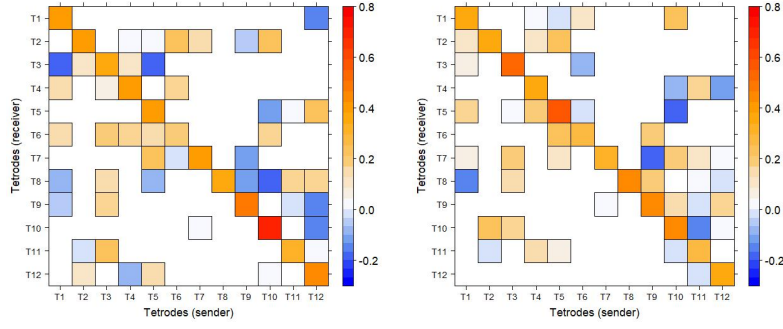 T1
T2
T3
T4
T5
T6
T7
T8
T9
T10
T11
T12
Tetrodes (receiver)
T1 T2 T3 T4 T5 T6 T7 T8 T9 T10 T11 T12
Tetrodes (sender)
0.8
0.6
0.4
0.2
0.0
-0.2
T1
T2
T3
T4
T5
T6
T7
T8
T9
T10
T11
T12
Tetrodes (receiver)
T1 T2 T3 T4 T5 T6 T7 T8 T9 T10 T11 T12
Tetrodes (sender)
0.8
0.6
0.4
0.2
0.0
-0.2